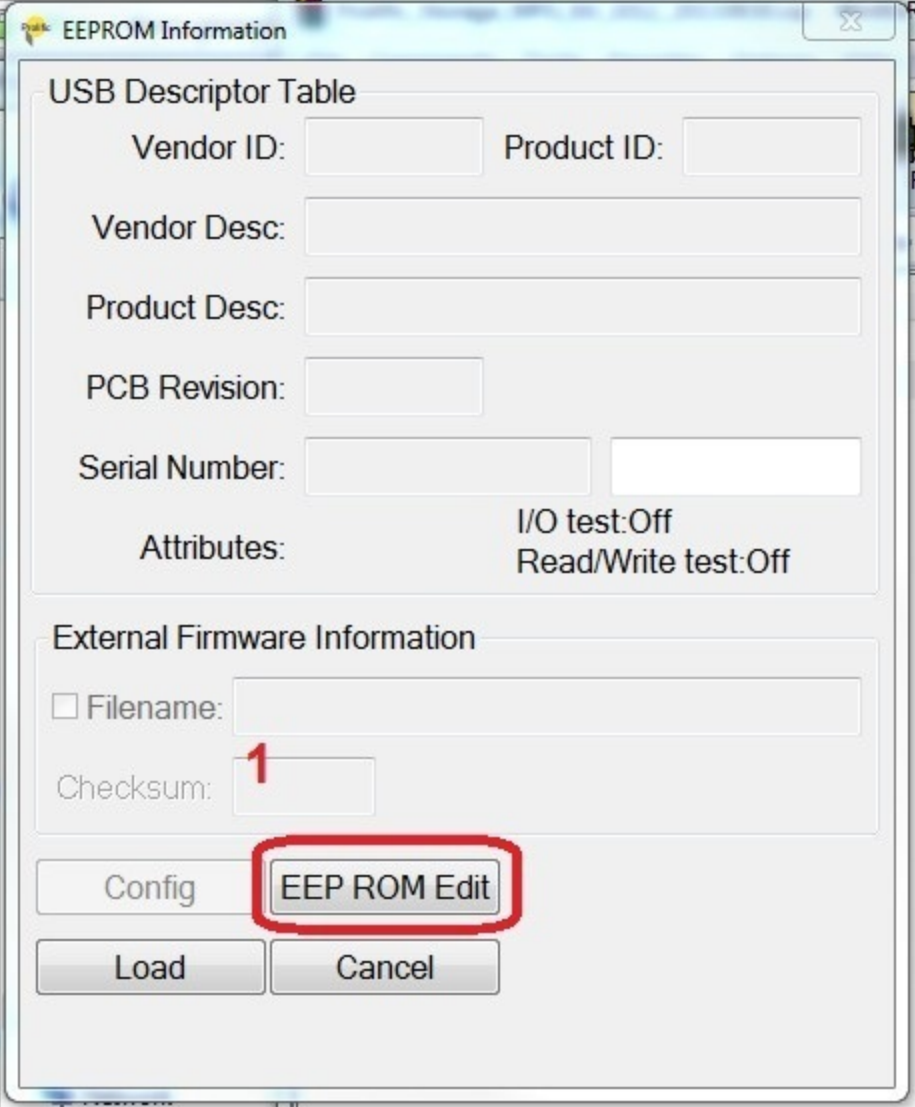 EEPROM Information
USB Descriptor Table
Vendor ID: Product ID:
Vendor Desc:
Product Desc:
PCB Revision:
Serial Number:
I/O test:Off
Attributes:
Read/Write test:Off
External Firmware Information
Filename:
1
Checksum:
Config EEP ROM Edit
Load Cancel